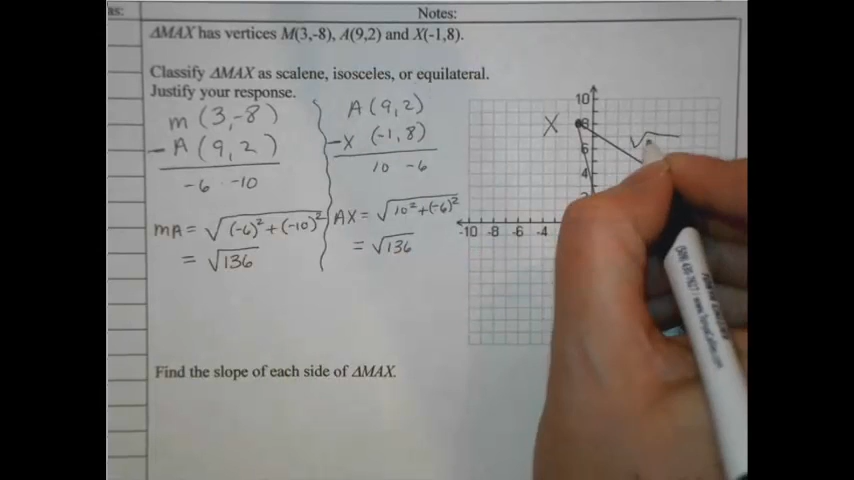 as:
Notes:
ΔMAX has vertices M(3,-8), A(9,2) and X(-1,8).
Classify ΔMAX as scalene, isosceles, or equilateral.
Justify your response.
m (3,-8)
- A (9, 2)
-6 -10
mA = √(-6)² + (-10)²
= √136
A (9, 2)
- X (-1, 8)
10 -6
AX = √10² + (-6)²
= √136
X
10
8
6
4
2
-10 -8 -6 -4
Find the slope of each side of ΔMAX.